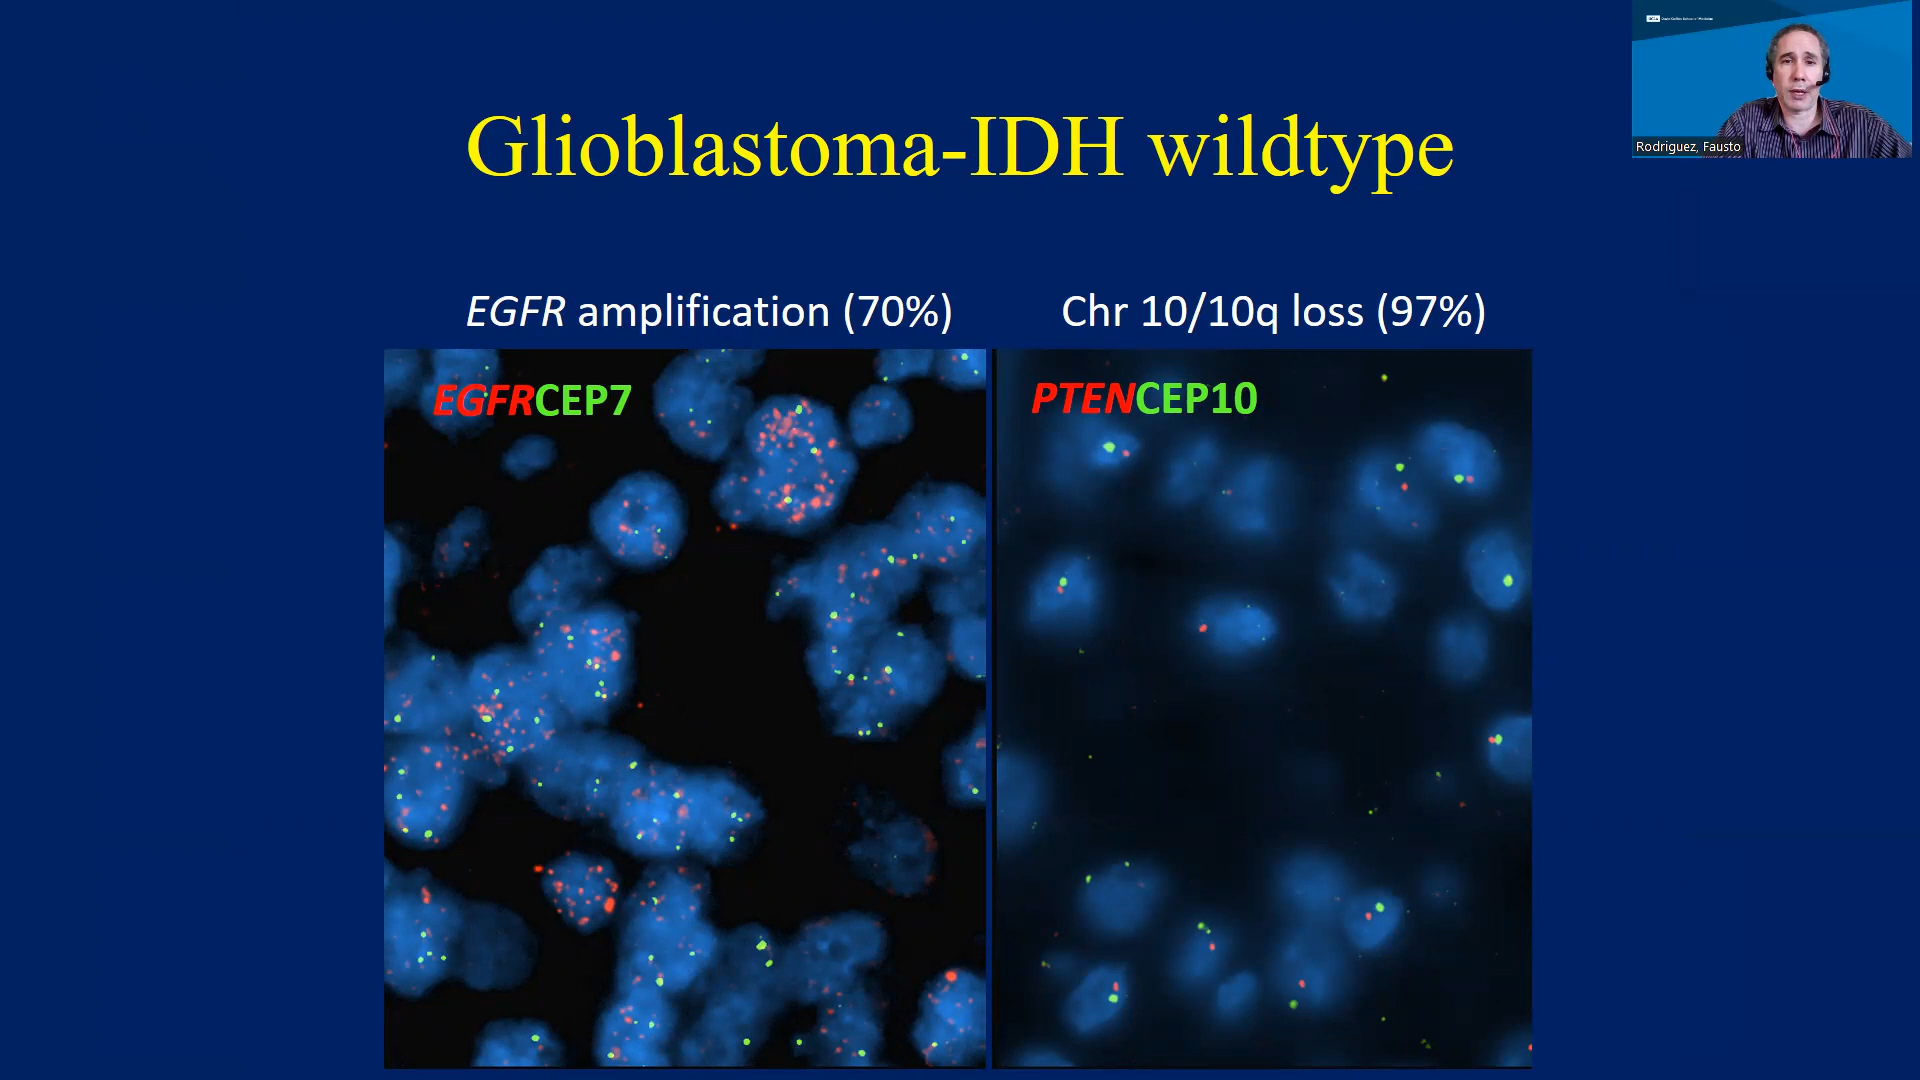 Glioblastoma-IDH wildtype
Rodriguez, Fausto
EGFR amplification (70%)
Chr 10/10q loss (97%)
EGFRCEP7
PTENCEP10